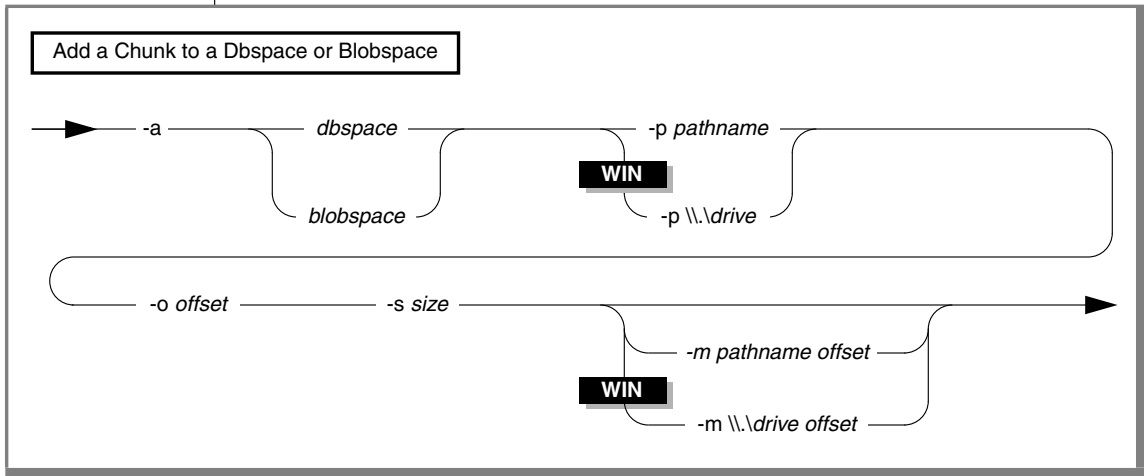 Add a Chunk to a Dbspace or Blobspace
-a dbspace -p pathname
WIN
blobspace -p \\.\drive
-o offset -s size
-m pathname offset
WIN
-m \\.\drive offset